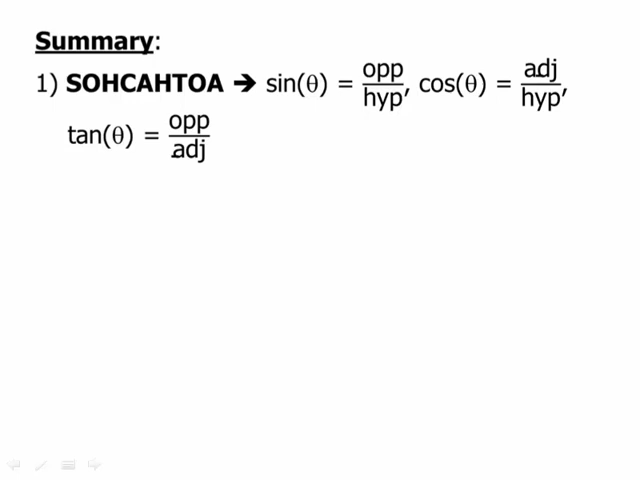 Summary:
1) SOHCAHTOA ➔ sin(θ) = opp/hyp, cos(θ) = adj/hyp,
tan(θ) = opp/adj